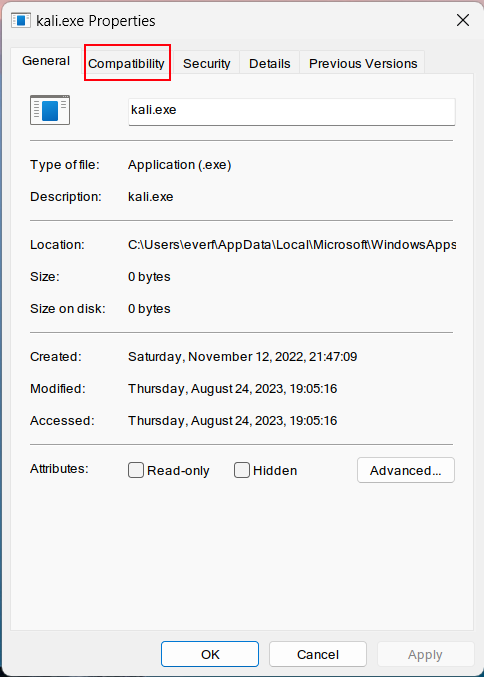 kali.exe Properties
General Compatibility Security Details Previous Versions
kali.exe
Type of file: Application (.exe)
Description: kali.exe
Location: C:\Users\everf\AppData\Local\Microsoft\WindowsApps
Size: 0 bytes
Size on disk: 0 bytes
Created: Saturday, November 12, 2022, 21:47:09
Modified: Thursday, August 24, 2023, 19:05:16
Accessed: Thursday, August 24, 2023, 19:05:16
Attributes: Read-only Hidden Advanced...
OK Cancel Apply